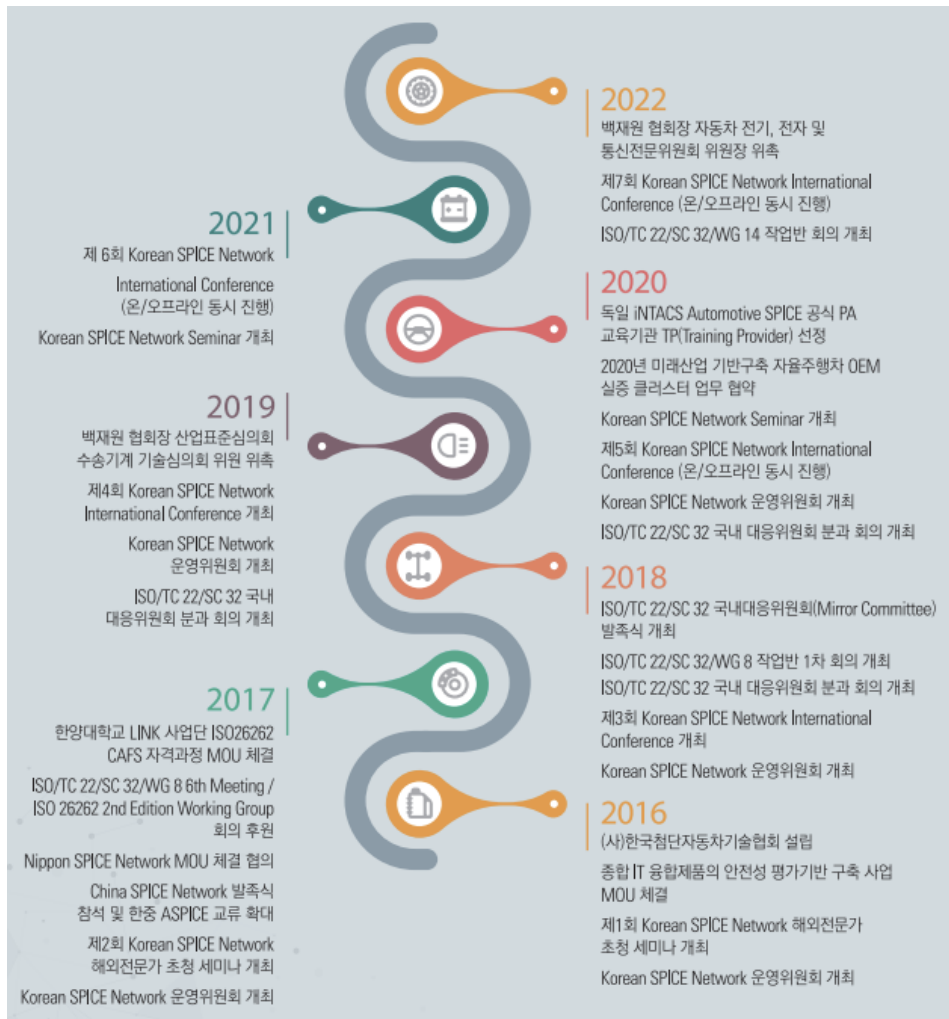 2022
백재원 협회장 자동차 전기, 전자 및
통신전문위원회 위원장 위촉
제7회 Korean SPICE Network International
Conference (온/오프라인 동시 진행)
ISO/TC 22/SC 32/WG 14 작업반 회의 개최
2021
제 6회 Korean SPICE Network
International Conference
(온/오프라인 동시 진행)
Korean SPICE Network Seminar 개최
2020
독일 iNTACS Automotive SPICE 공식 PA
교육기관 TP(Training Provider) 선정
2020년 미래산업 기반구축 자율주행차 OEM
실증 클러스터 업무 협약
Korean SPICE Network Seminar 개최
제5회 Korean SPICE Network International
Conference (온/오프라인 동시 진행)
Korean SPICE Network 운영위원회 개최
ISO/TC 22/SC 32 국내 대응위원회 분과 회의 개최
2019
백재원 협회장 산업표준심의회
수송기계 기술심의회 위원 위촉
제4회 Korean SPICE Network
International Conference 개최
Korean SPICE Network
운영위원회 개최
ISO/TC 22/SC 32 국내
대응위원회 분과 회의 개최
2018
ISO/TC 22/SC 32 국내대응위원회(Mirror Committee)
발족식 개최
ISO/TC 22/SC 32/WG 8 작업반 1차 회의 개최
ISO/TC 22/SC 32 국내 대응위원회 분과 회의 개최
제3회 Korean SPICE Network International
Conference 개최
Korean SPICE Network 운영위원회 개최
2017
한양대학교 LINK 사업단 ISO26262
CAFS 자격과정 MOU 체결
ISO/TC 22/SC 32/WG 8 6th Meeting /
ISO 26262 2nd Edition Working Group
회의 후원
Nippon SPICE Network MOU 체결 협의
China SPICE Network 발족식
참석 및 한중 ASPICE 교류 확대
제2회 Korean SPICE Network
해외전문가 초청 세미나 개최
Korean SPICE Network 운영위원회 개최
2016
(사)한국첨단자동차기술협회 설립
종합 IT 융합제품의 안전성 평가기반 구축 사업
MOU 체결
제1회 Korean SPICE Network 해외전문가
초청 세미나 개최
Korean SPICE Network 운영위원회 개최